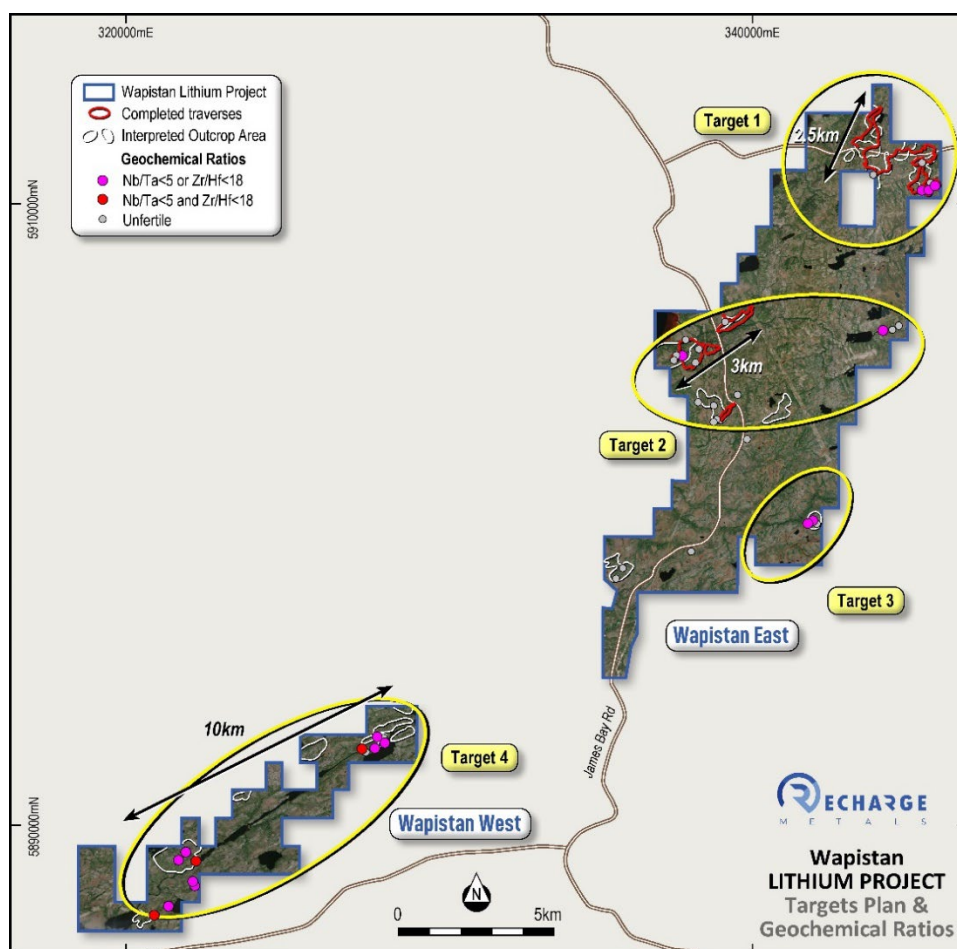 320000mE
340000mE
Wapistan Lithium Project
Completed traverses
Interpreted Outcrop Area
Geochemical Ratios
Nb/Ta<5 or Zr/Hf<18
Nb/Ta<5 and Zr/Hf<18
Unfertile
Target 1
2.5km
5910000mN
3km
Target 2
Target 3
Wapistan East
10km
Target 4
James Bay Rd
Wapistan West
5890000mN
RECHARGE
METALS
N
0
5km
Wapistan
LITHIUM PROJECT
Targets Plan &
Geochemical Ratios